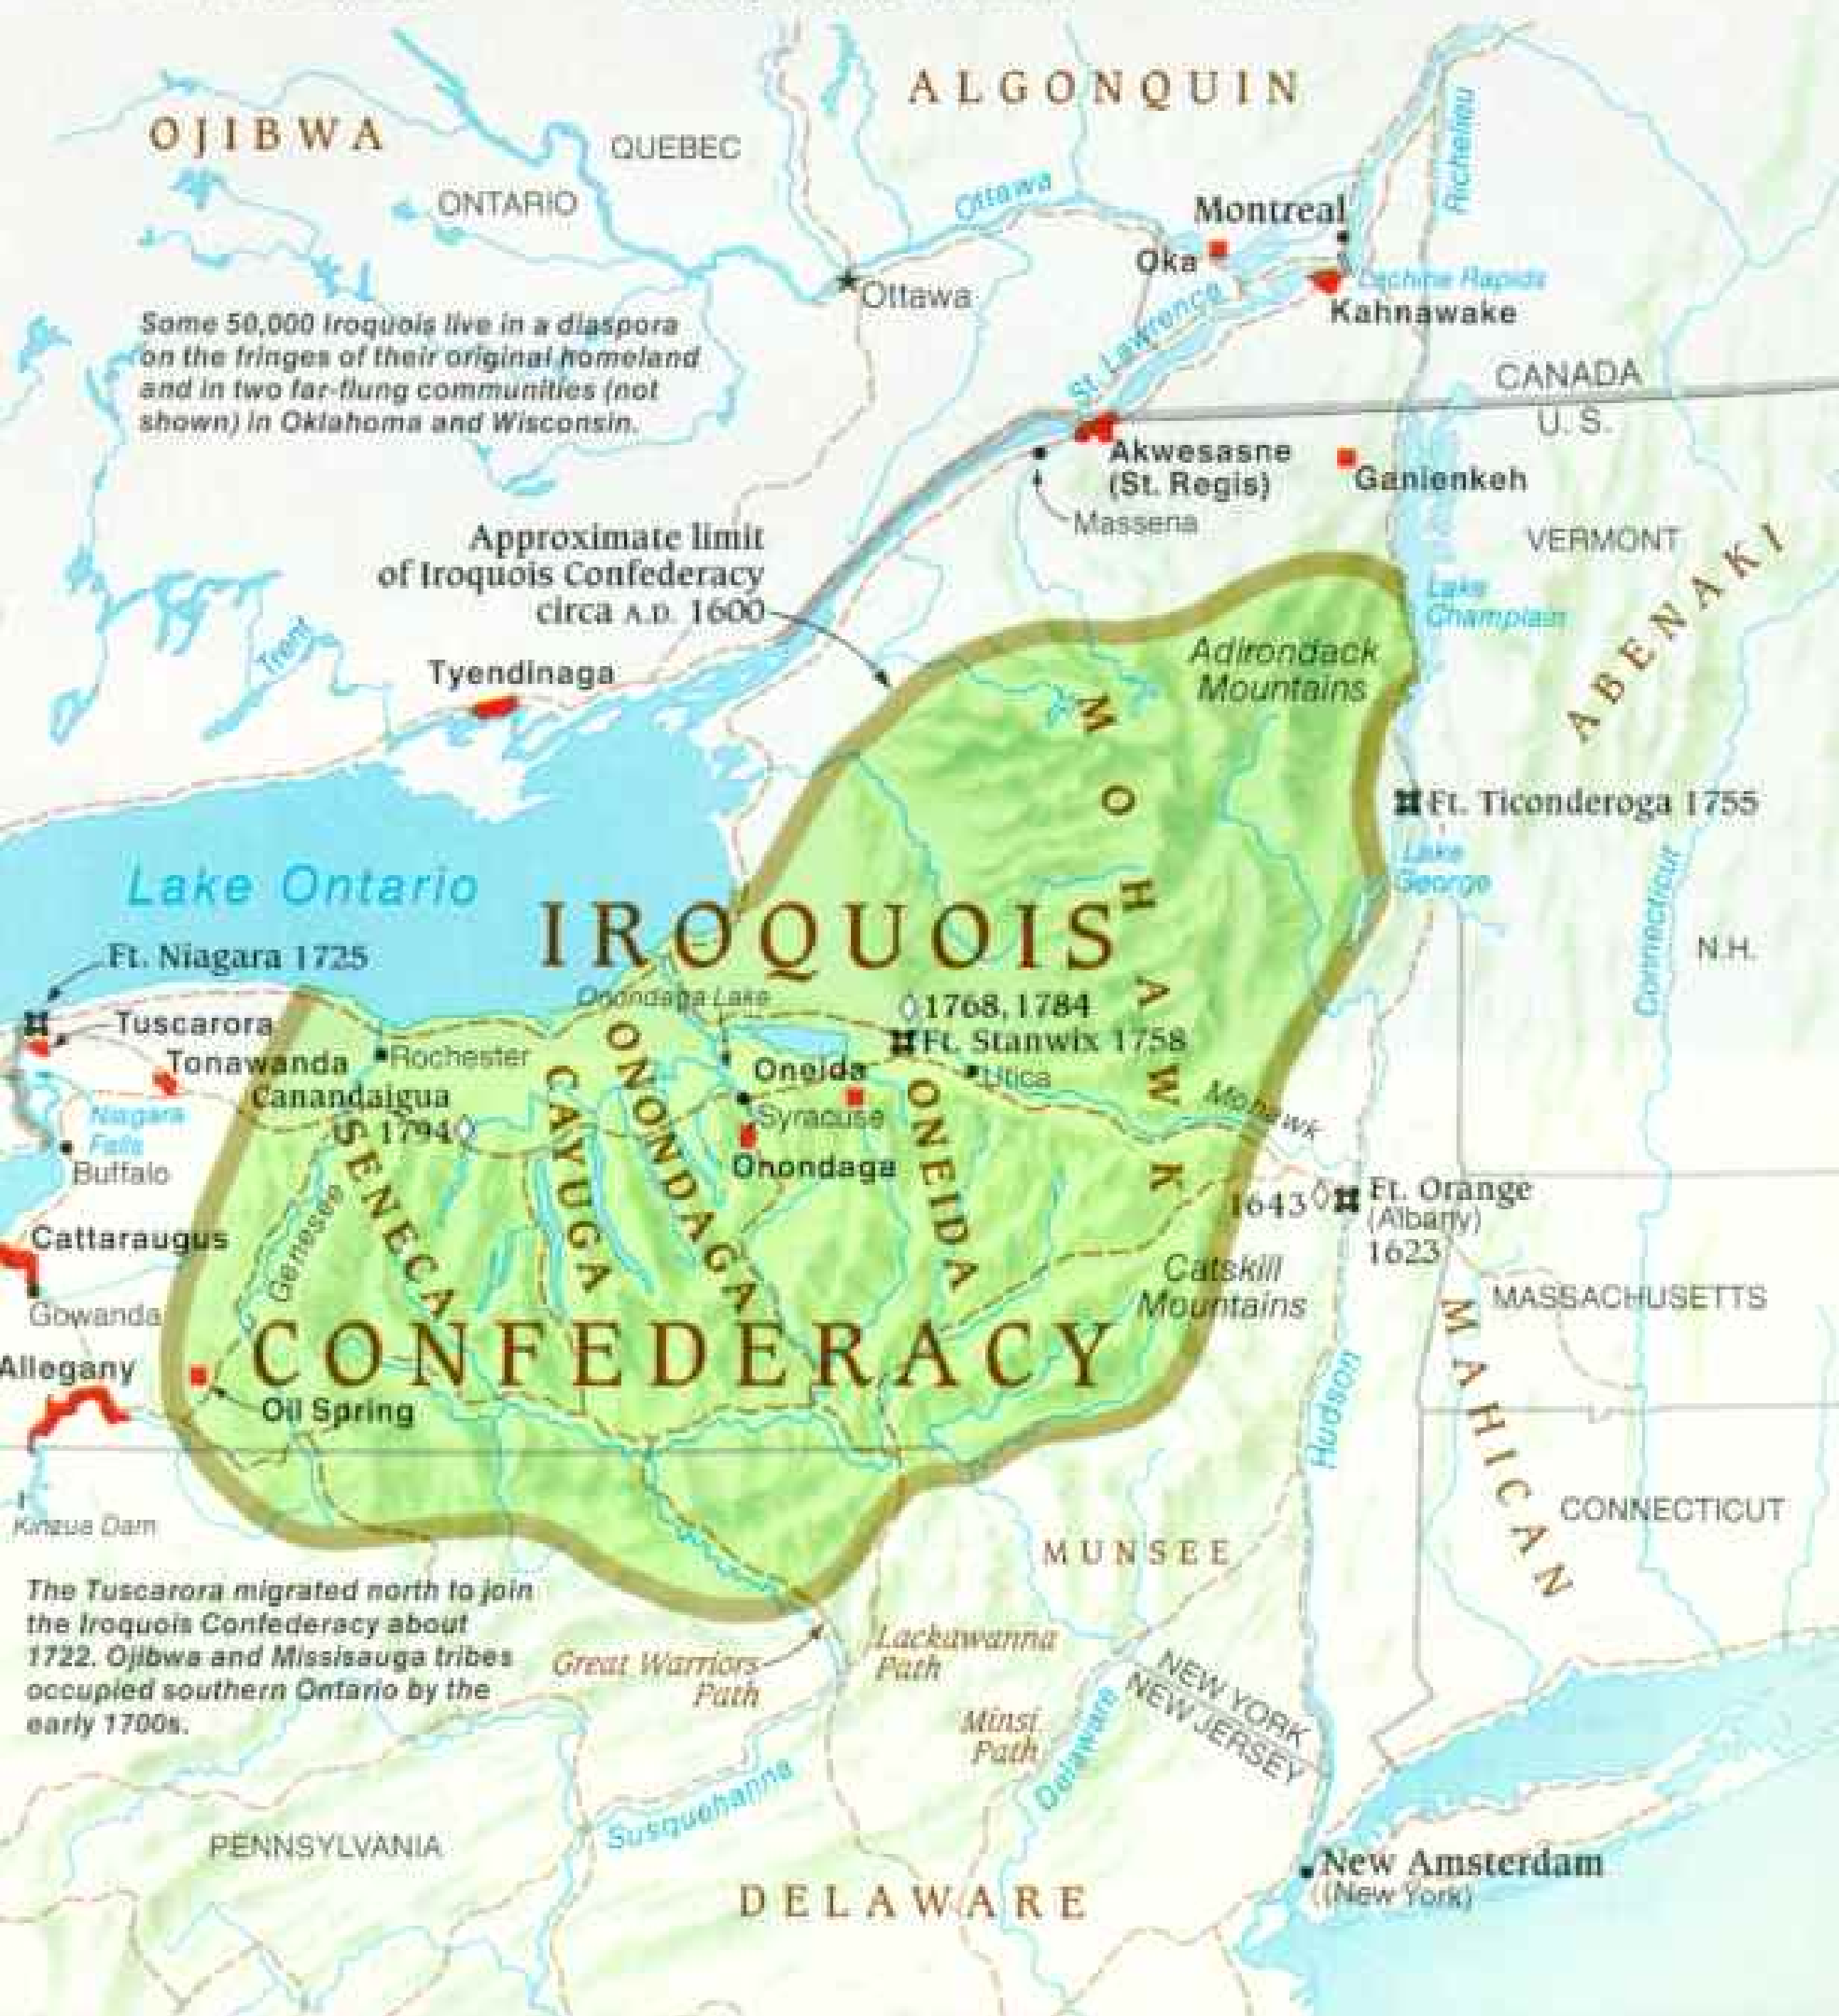 ALGONQUIN
OJIBWA
QUEBEC
ONTARIO
Ottawa
Richelieu
Montreal
Oka
Lachine Rapids
Kahnawake
Ottawa
St. Lawrence
Some 50,000 Iroquois live in a diaspora
on the fringes of their original homeland
and in two far-flung communities (not
shown) in Oklahoma and Wisconsin.
CANADA
U. S.
Akwesasne
(St. Regis)
Ganienkeh
Massena
VERMONT
ABENAKI
Approximate limit
of Iroquois Confederacy
circa A.D. 1600
Lake
Champlain
Trent
Tyendinaga
Adirondack
Mountains
MOHAWK
Ft. Ticonderoga 1755
Lake
George
Connecticut
N.H.
Lake Ontario
IROQUOIS
Ft. Niagara 1725
Onondaga Lake
1768, 1784
Ft. Stanwix 1758
Tuscarora
Tonawanda
Rochester
Oneida
Utica
Canandaigua
1794
Syracuse
Mohawk
Niagara
Falls
Buffalo
Onondaga
SENECA
CAYUGA
ONONDAGA
ONEIDA
Genesee
1643
Ft. Orange
(Albany)
1623
Cattaraugus
Gowanda
Catskill
Mountains
MASSACHUSETTS
MAHICAN
CONFEDERACY
Allegany
Oil Spring
Hudson
Kinzua Dam
CONNECTICUT
MUNSEE
The Tuscarora migrated north to join
the Iroquois Confederacy about
1722. Ojibwa and Missisauga tribes
occupied southern Ontario by the
early 1700s.
Great Warriors
Path
Lackawanna
Path
Minsi
Path
Delaware
NEW YORK
NEW JERSEY
Susquehanna
PENNSYLVANIA
DELAWARE
New Amsterdam
(New York)